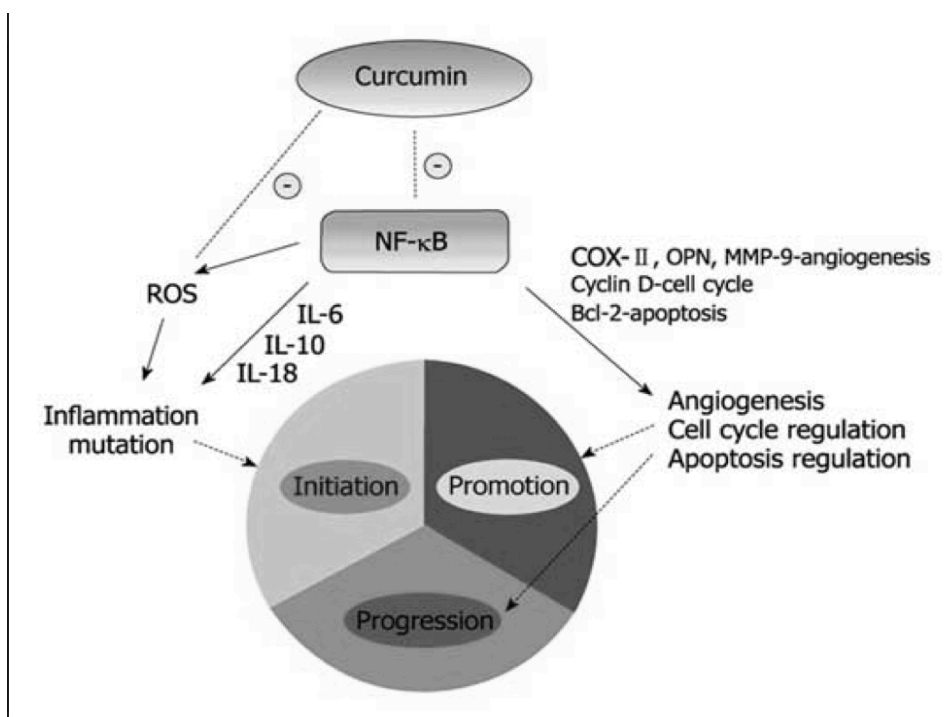 Curcumin
-
-
NF-κB
COX-Ⅱ, OPN, MMP-9-angiogenesis
Cyclin D-cell cycle
Bcl-2-apoptosis
ROS
IL-6
IL-10
IL-18
Inflammation
mutation
Angiogenesis
Cell cycle regulation
Apoptosis regulation
Initiation
Promotion
Progression